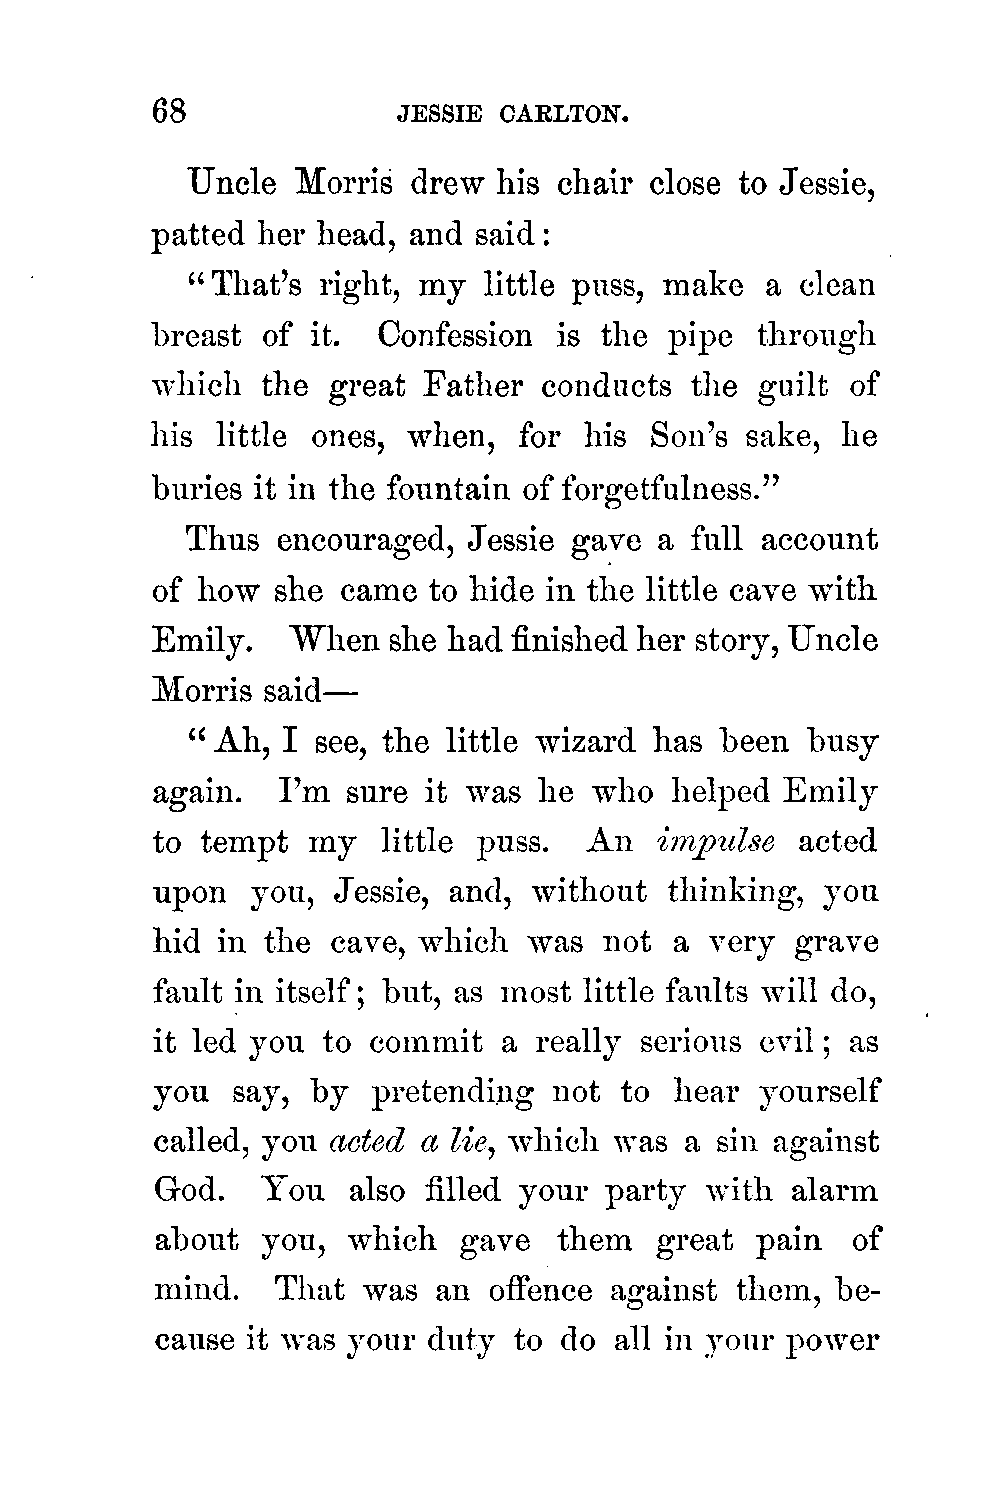 68 JESSIE CARLTON.
Uncle Morris drew his chair close to Jessie,
patted her head, and said:
“That’s right, my little puss, make a clean
breast of it. Confession is the pipe through
which the great Father conducts the guilt of
his little ones, when, for his Son’s sake, he
buries it in the fountain of forgetfulness.”
Thus encouraged, Jessie gave a full account
of how she came to hide in the little cave with
Emily. When she had finished her story, Uncle
Morris said—
“Ah, I see, the little wizard has been busy
again. I’m sure it was he who helped Emily
to tempt my little puss. An impulse acted
upon you, Jessie, and, without thinking, you
hid in the cave, which was not a very grave
fault in itself; but, as most little faults will do,
it led you to commit a really serious evil; as
you say, by pretending not to hear yourself
called, you acted a lie, which was a sin against
God. You also filled your party with alarm
about you, which gave them great pain of
mind. That was an offence against them, be-
cause it was your duty to do all in your power